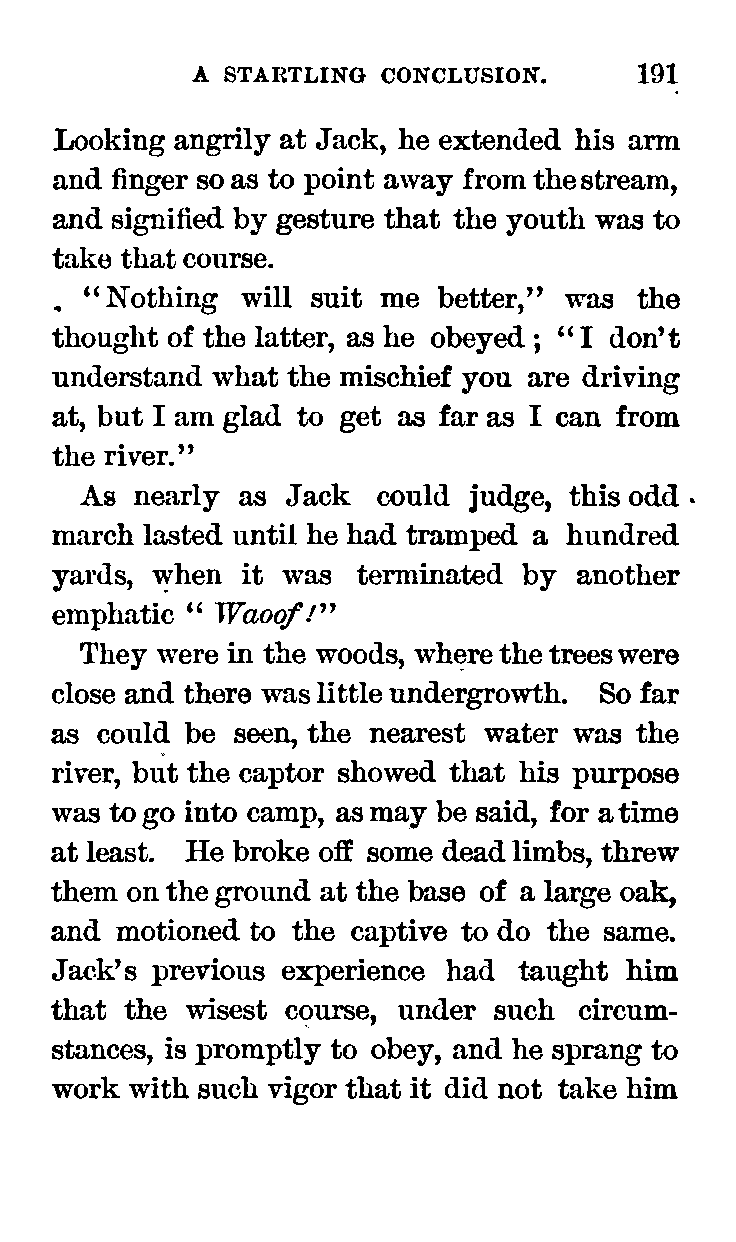 A STARTLING CONCLUSION. 191
Looking angrily at Jack, he extended his arm
and finger so as to point away from the stream,
and signified by gesture that the youth was to
take that course.
"Nothing will suit me better," was the
thought of the latter, as he obeyed; "I don't
understand what the mischief you are driving
at, but I am glad to get as far as I can from
the river."
As nearly as Jack could judge, this odd
march lasted until he had tramped a hundred
yards, when it was terminated by another
emphatic "Waoof!"
They were in the woods, where the trees were
close and there was little undergrowth. So far
as could be seen, the nearest water was the
river, but the captor showed that his purpose
was to go into camp, as may be said, for a time
at least. He broke off some dead limbs, threw
them on the ground at the base of a large oak,
and motioned to the captive to do the same.
Jack's previous experience had taught him
that the wisest course, under such circum-
stances, is promptly to obey, and he sprang to
work with such vigor that it did not take him